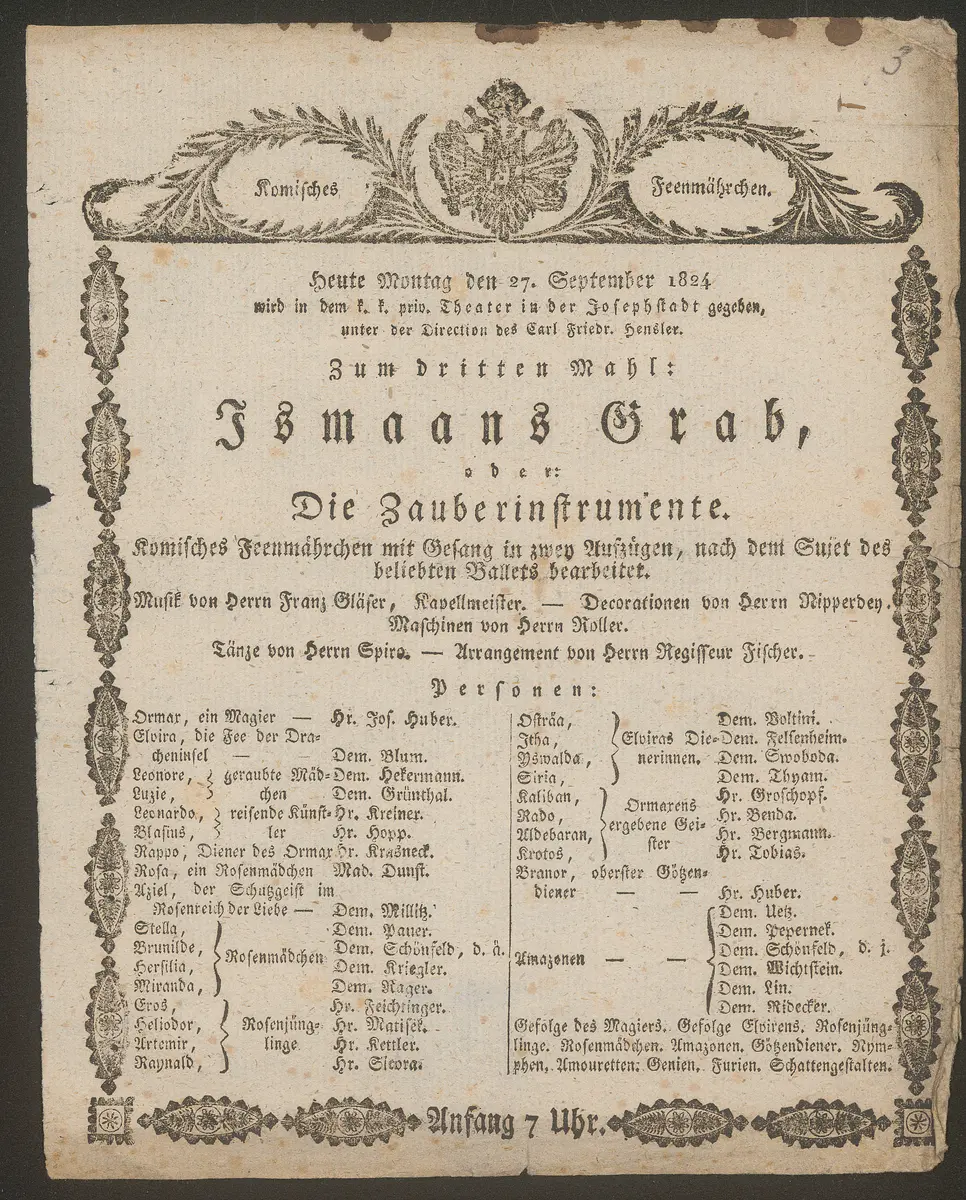 3
Komisches
Feenmährchen.
Heute Montag den 27. September 1824
wird in dem k. k. priv. Theater in der Josephstadt gegeben,
unter der Direction des Carl Friedr. Hensler.
Zum dritten Mahl:
Ismaans Grab,
oder:
Die Zauberinstrumente.
Komisches Feenmährchen mit Gesang in zwey Aufzügen, nach dem Sujet des
beliebten Ballets bearbeitet.
Musik von Herrn Franz Gläser, Kapellmeister. — Decorationen von Herrn Nipperdey.
Maschinen von Herrn Roller.
Tänze von Herrn Spiro. — Arrangement von Herrn Regisseur Fischer.
Personen:
Ormar, ein Magier — Hr. Jos. Huber.
Elvira, die Fee der Dra-
cheninsel — Dem. Blum.
Leonore, geraubte Mäd- Dem. Hekermann.
Luzie, chen Dem. Grünthal.
Leonardo, reisende Künst- Hr. Kreiner.
Blasius, ler Hr. Hopp.
Rappo, Diener des Ormar Hr. Krasneck.
Rosa, ein Rosenmädchen Mad. Dunst.
Aziel, der Schutzgeist im
Rosenreich der Liebe — Dem. Millitz.
Stella, Dem. Pauer.
Brunilde, Dem. Schönfeld, d. ä.
Rosenmädchen
Hersilia, Dem. Kriegler.
Miranda, Dem. Nager.
Eros, Hr. Feichtinger.
Heliodor, Rosenjüng- Hr. Matisek.
Artemir, linge Hr. Kettler.
Raynald, Hr. Sicora.
Osträa, Dem. Voltini.
Itha, Elviras Die- Dem. Felsenheim.
Yswalda, nerinnen. Dem. Swoboda.
Siria, Dem. Thyam.
Kaliban, Hr. Groschopf.
Rado, Ormarens Hr. Benda.
Aldebaran, ergebene Gei- Hr. Bergmann.
Krotos, ster Hr. Tobias.
Branor, oberster Götzen-
diener — — Hr. Huber.
Dem. Uetz.
Dem. Pepernek.
Amazonen — — Dem. Schönfeld, d. j.
Dem. Wichtstein.
Dem. Lin.
Dem. Ridecker.
Gefolge des Magiers. Gefolge Elvirens. Rosenjüng-
linge. Rosenmädchen. Amazonen. Götzendiener. Nym-
phen. Amouretten. Genien. Furien. Schattengestalten.
Anfang 7 Uhr.